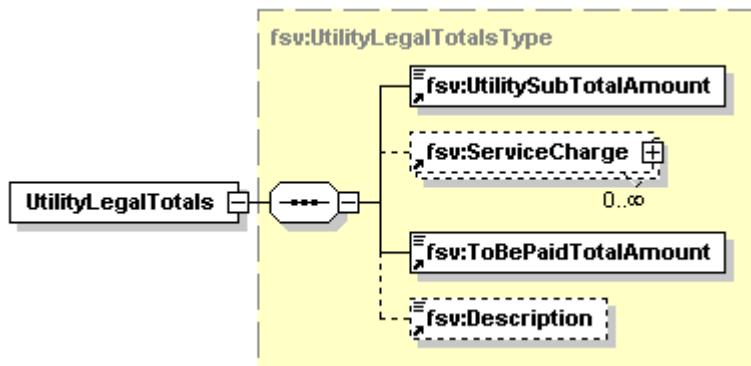 fsv:UtilityLegalTotalsType
fsv:UtilitySubTotalAmount
fsv:ServiceCharge
0..∞
UtilityLegalTotals
fsv:ToBePaidTotalAmount
fsv:Description